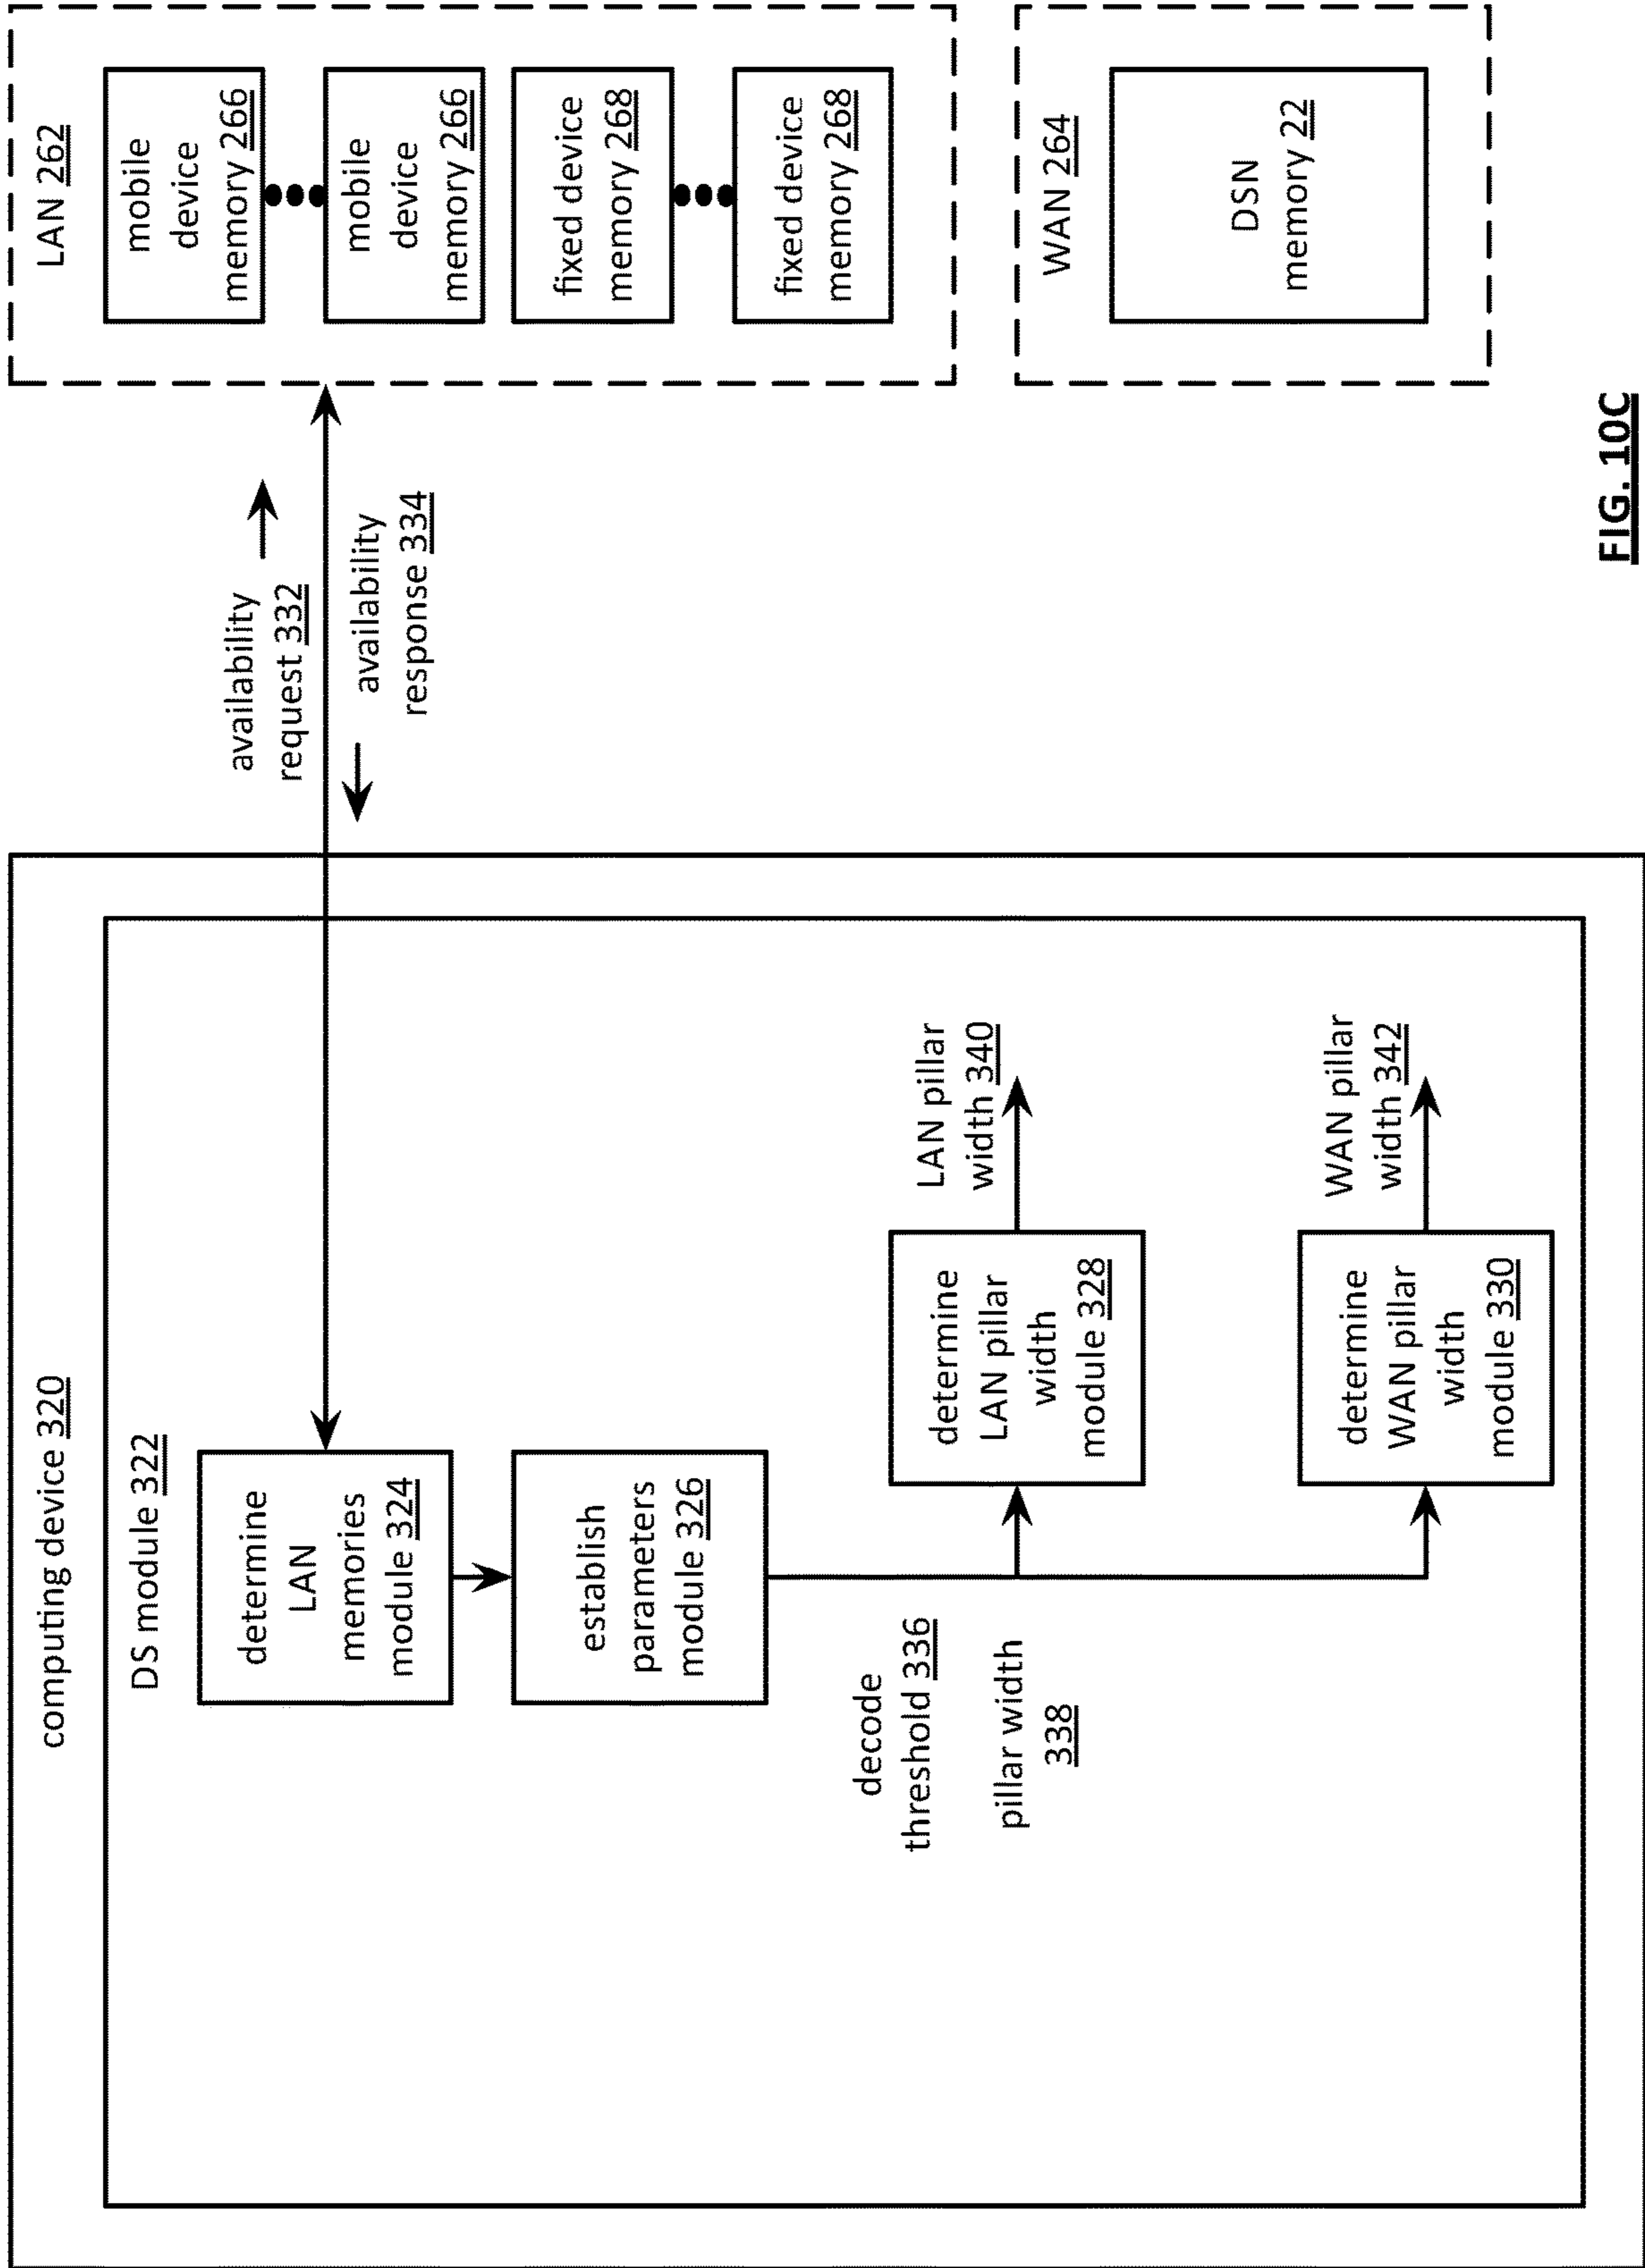 computing device 320
DS module 322
determine
LAN
memories
module 324
establish
parameters
module 326
decode
threshold 336
pillar width
338
determine
LAN pillar
width
module 328
LAN pillar
width 340
determine
WAN pillar
width
module 330
WAN pillar
width 342
availability
request 332
availability
response 334
LAN 262
mobile
device
memory 266
mobile
device
memory 266
fixed device
memory 268
fixed device
memory 268
WAN 264
DSN
memory 22
FIG. 10C